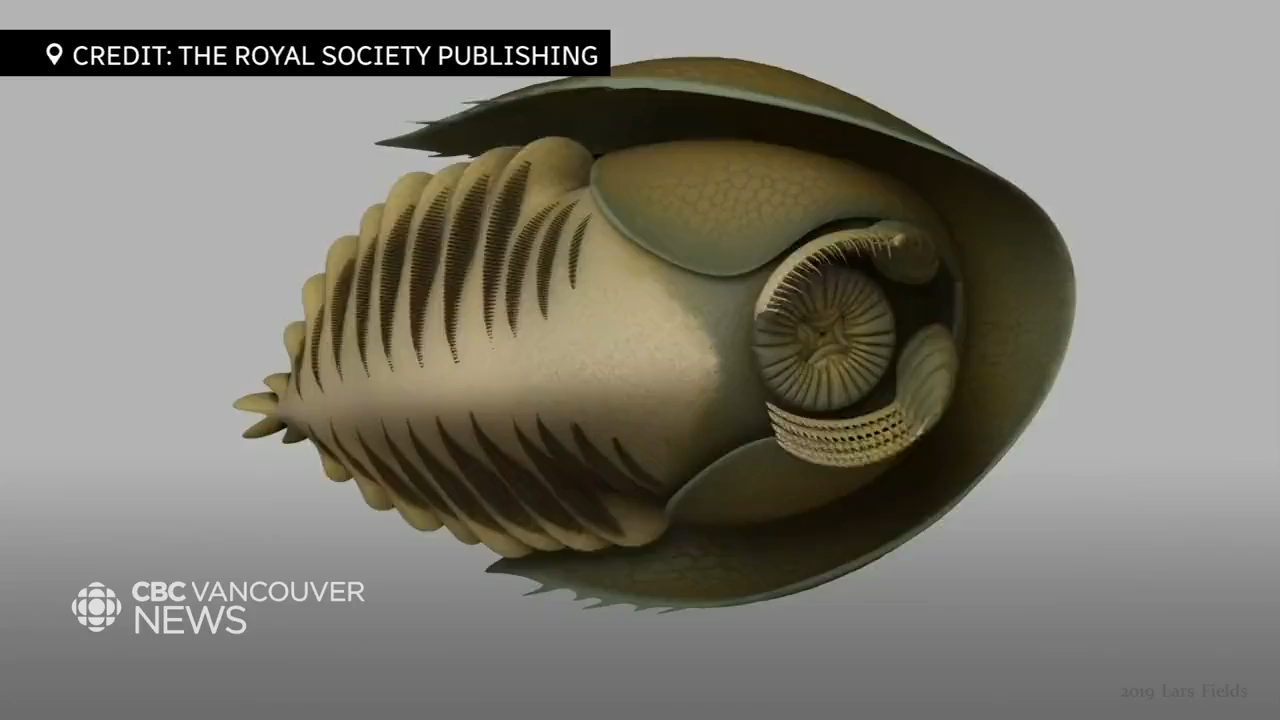 CREDIT: THE ROYAL SOCIETY PUBLISHING
CBC VANCOUVER
NEWS
2019 Lars Fields